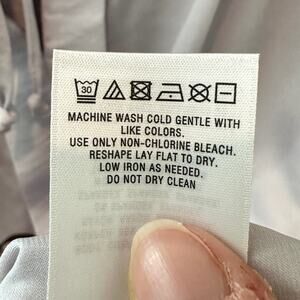 30
MACHINE WASH COLD GENTLE WITH
LIKE COLORS.
USE ONLY NON-CHLORINE BLEACH.
RESHAPE LAY FLAT TO DRY.
LOW IRON AS NEEDED.
DO NOT DRY CLEAN